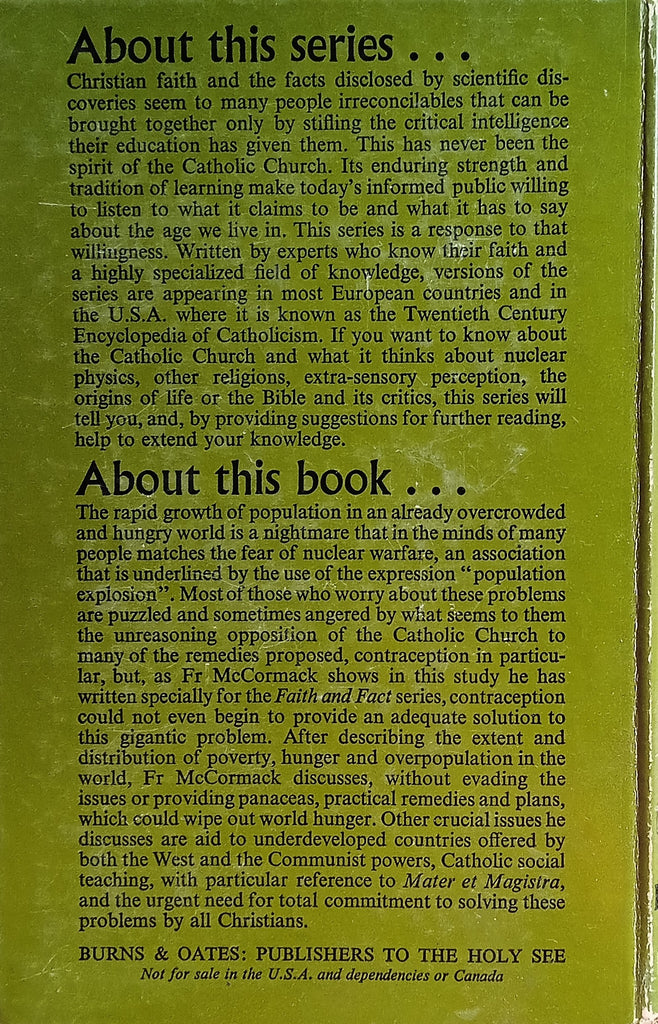 About this series . . .
Christian faith and the facts disclosed by scientific dis-
coveries seem to many people irreconcilables that can be
brought together only by stifling the critical intelligence
their education has given them. This has never been the
spirit of the Catholic Church. Its enduring strength and
tradition of learning make today's informed public willing
to listen to what it claims to be and what it has to say
about the age we live in. This series is a response to that
willingness. Written by experts who know their faith and
a highly specialized field of knowledge, versions of the
series are appearing in most European countries and in
the U.S.A. where it is known as the Twentieth Century
Encyclopedia of Catholicism. If you want to know about
the Catholic Church and what it thinks about nuclear
physics, other religions, extra-sensory perception, the
origins of life or the Bible and its critics, this series will
tell you, and, by providing suggestions for further reading,
help to extend your knowledge.
About this book . . .
The rapid growth of population in an already overcrowded
and hungry world is a nightmare that in the minds of many
people matches the fear of nuclear warfare, an association
that is underlined by the use of the expression “population
explosion”. Most of those who worry about these problems
are puzzled and sometimes angered by what seems to them
the unreasoning opposition of the Catholic Church to
many of the remedies proposed, contraception in particu-
lar, but, as Fr McCormack shows in this study he has
written specially for the Faith and Fact series, contraception
could not even begin to provide an adequate solution to
this gigantic problem. After describing the extent and
distribution of poverty, hunger and overpopulation in the
world, Fr McCormack discusses, without evading the
issues or providing panaceas, practical remedies and plans,
which could wipe out world hunger. Other crucial issues he
discusses are aid to underdeveloped countries offered by
both the West and the Communist powers, Catholic social
teaching, with particular reference to Mater et Magistra,
and the urgent need for total commitment to solving these
problems by all Christians.
BURNS & OATES: PUBLISHERS TO THE HOLY SEE
Not for sale in the U.S.A. and dependencies or Canada